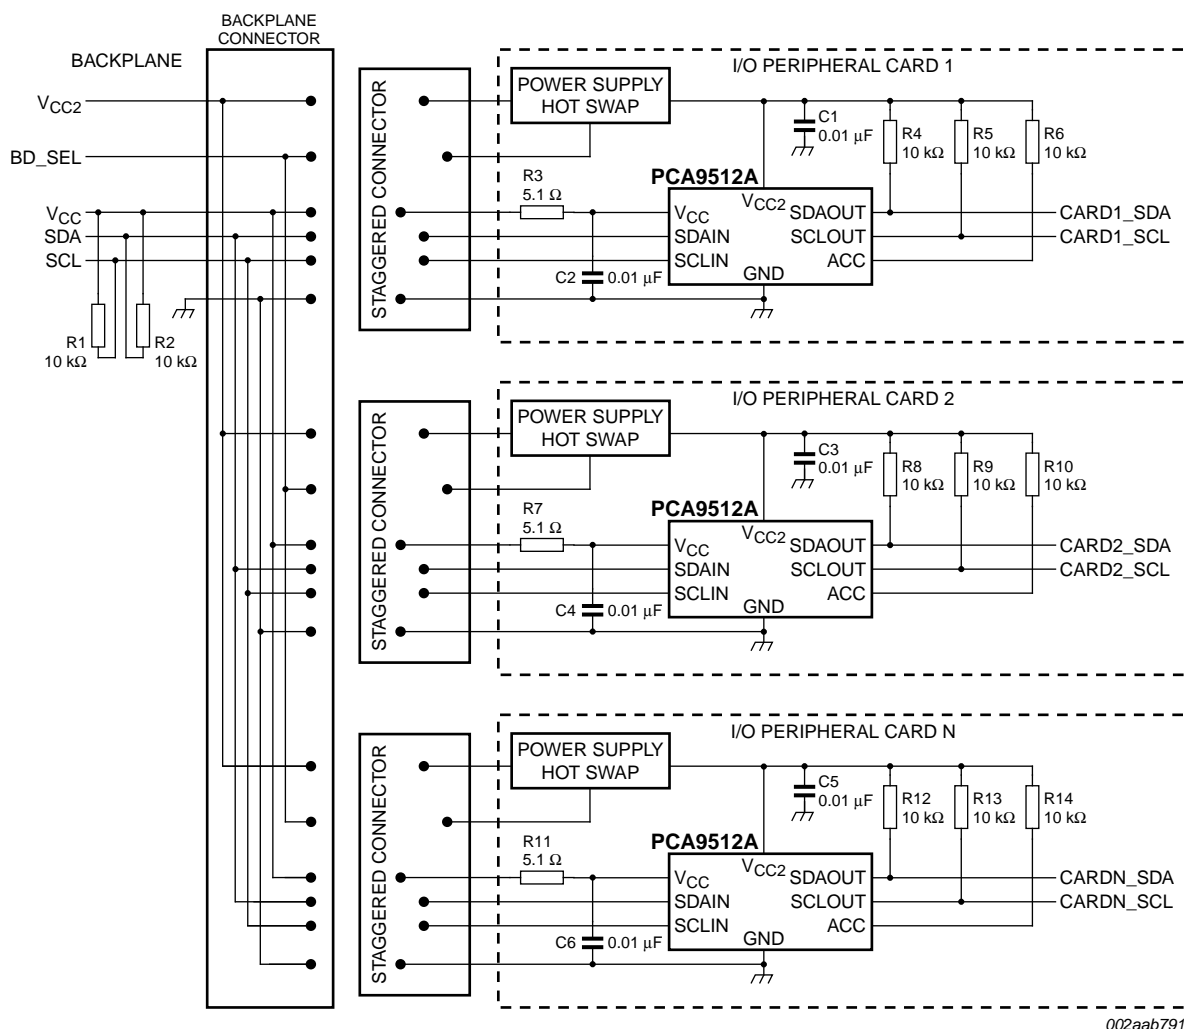 BACKPLANE
CONNECTOR
BACKPLANE
VCC2
BD_SEL
VCC
SDA
SCL
R1
10 kΩ
R2
10 kΩ
STAGGERED CONNECTOR
I/O PERIPHERAL CARD 1
POWER SUPPLY
HOT SWAP
C1
0.01 μF
R4
10 kΩ
R5
10 kΩ
R6
10 kΩ
R3
5.1 Ω
C2 0.01 μF
PCA9512A
VCC
VCC2
SDAIN
SCLIN
GND
SDAOUT
SCLOUT
ACC
CARD1_SDA
CARD1_SCL
STAGGERED CONNECTOR
I/O PERIPHERAL CARD 2
POWER SUPPLY
HOT SWAP
C3
0.01 μF
R8
10 kΩ
R9
10 kΩ
R10
10 kΩ
R7
5.1 Ω
C4 0.01 μF
PCA9512A
VCC
VCC2
SDAIN
SCLIN
GND
SDAOUT
SCLOUT
ACC
CARD2_SDA
CARD2_SCL
STAGGERED CONNECTOR
I/O PERIPHERAL CARD N
POWER SUPPLY
HOT SWAP
C5
0.01 μF
R12
10 kΩ
R13
10 kΩ
R14
10 kΩ
R11
5.1 Ω
C6 0.01 μF
PCA9512A
VCC
VCC2
SDAIN
SCLIN
GND
SDAOUT
SCLOUT
ACC
CARDN_SDA
CARDN_SCL
002aab791